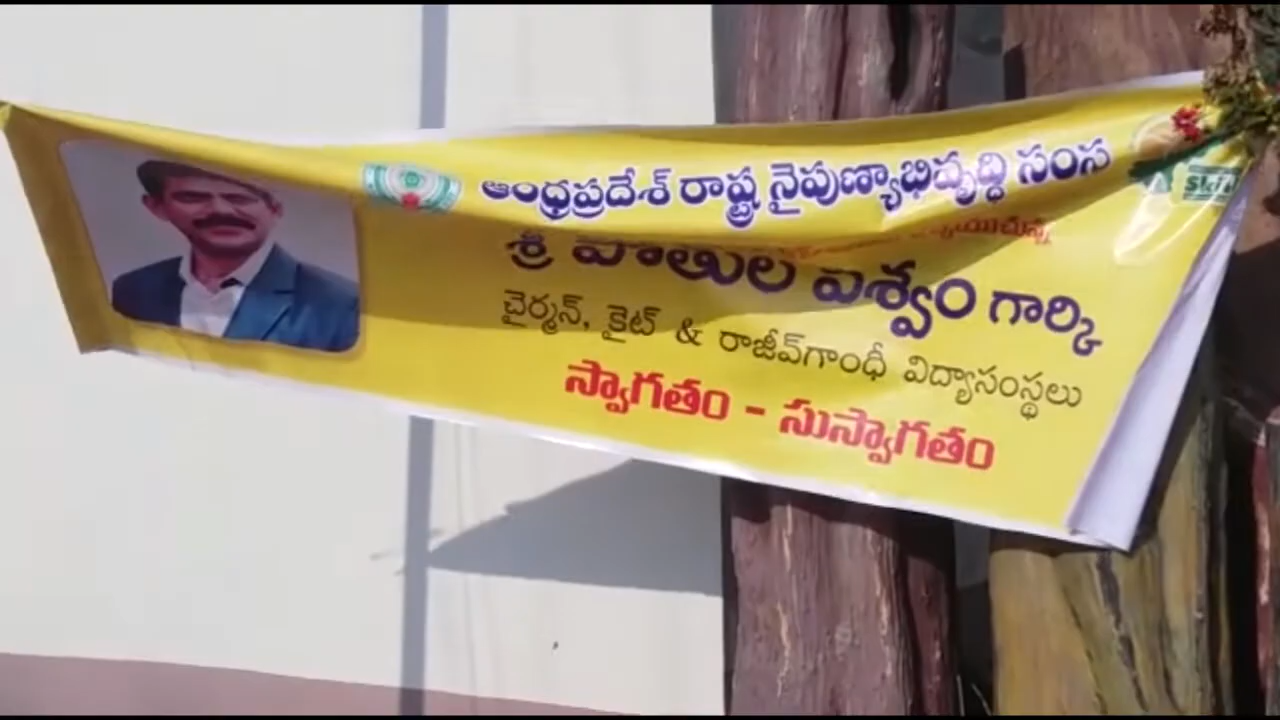 ఆంధ్రప్రదేశ్ రాష్ట్ర నైపుణ్యాభివృద్ధి సంస
శ్రీ పోతుల విశ్వం గార్కి
చైర్మన్, కైట్ & రాజీవ్‌గాంధీ విద్యాసంస్థలు
స్వాగతం - సుస్వాగతం